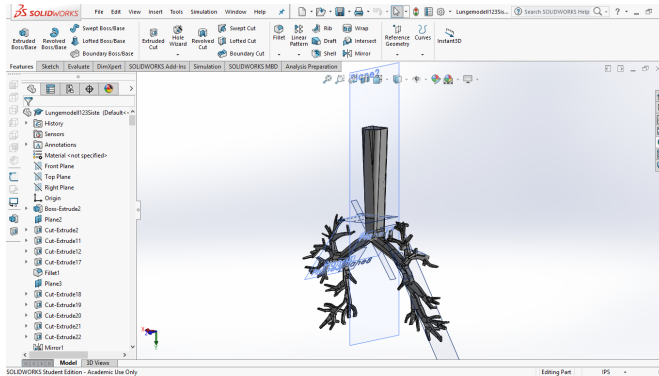 SOLIDWORKS File Edit View Insert Tools Simulation Window Help Lungemodell123Sis... Search SOLIDWORKS Help
Extruded Boss/Base
Revolved Boss/Base
Swept Boss/Base
Lofted Boss/Base
Boundary Boss/Base
Extruded Cut
Hole Wizard
Revolved Cut
Swept Cut
Lofted Cut
Boundary Cut
Fillet
Linear Pattern
Rib
Draft
Shell
Wrap
Intersect
Mirror
Reference Geometry
Curves
Instant3D
Features Sketch Evaluate DimXpert SOLIDWORKS Add-Ins Simulation SOLIDWORKS MBD Analysis Preparation
Lungemodell123Siste (Default<
History
Sensors
Annotations
Material <not specified>
Front Plane
Top Plane
Right Plane
Origin
Boss-Extrude2
Plane2
Cut-Extrude2
Cut-Extrude11
Cut-Extrude12
Cut-Extrude17
Fillet1
Plane3
Cut-Extrude18
Cut-Extrude19
Cut-Extrude20
Cut-Extrude21
Cut-Extrude22
Mirror1
Model 3D Views
SOLIDWORKS Student Edition - Academic Use Only Editing Part IPS